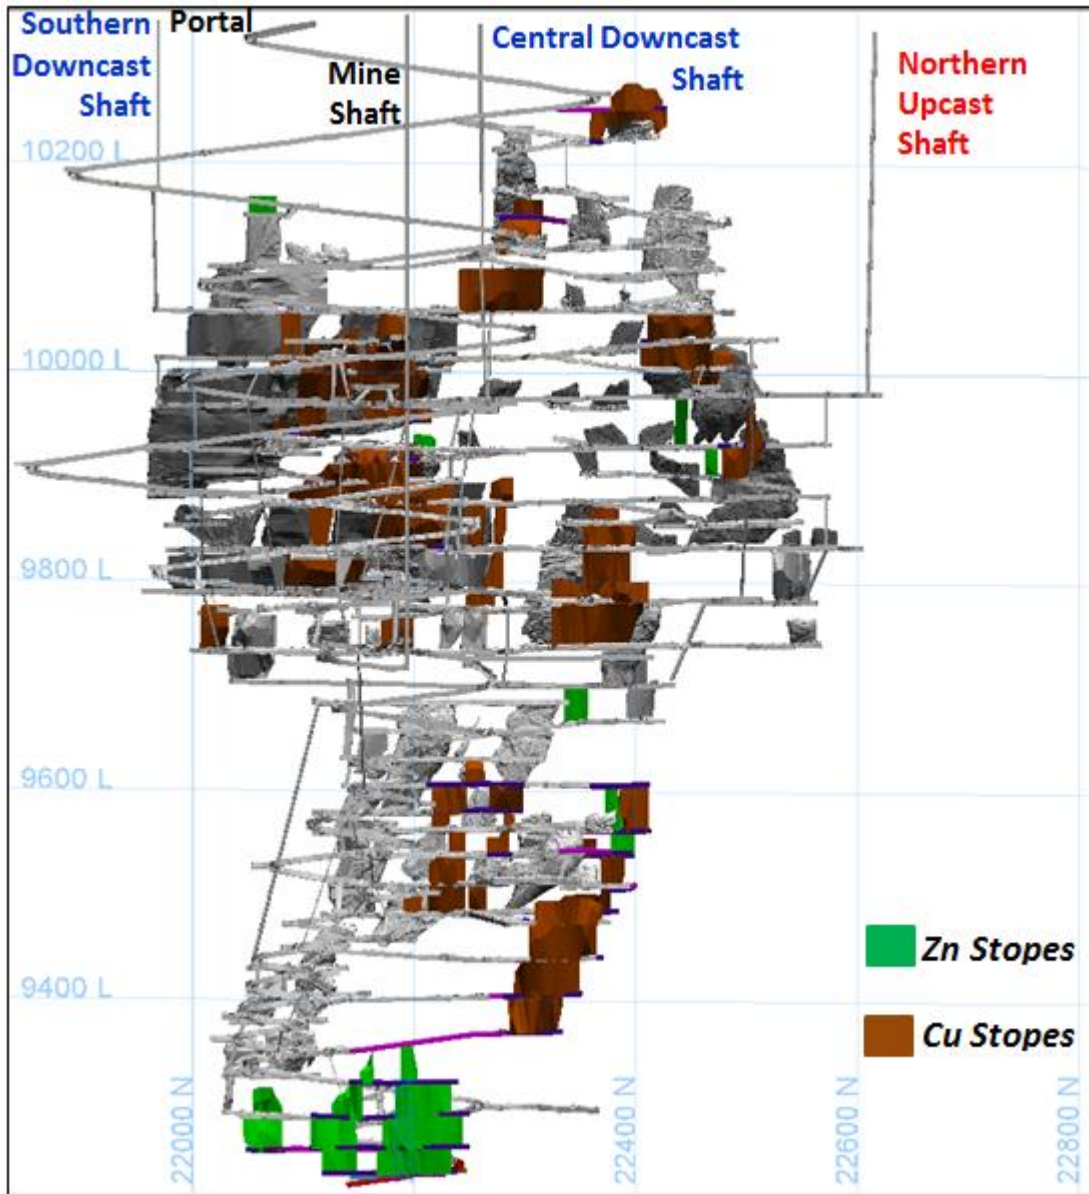 Southern
Downcast
Shaft
Portal
Mine
Shaft
Central Downcast
Shaft
Northern
Upcast
Shaft
10200 L
10000 L
9800 L
9600 L
9400 L
Zn Stopes
Cu Stopes
22000 N
22400 N
22600 N
22800 N